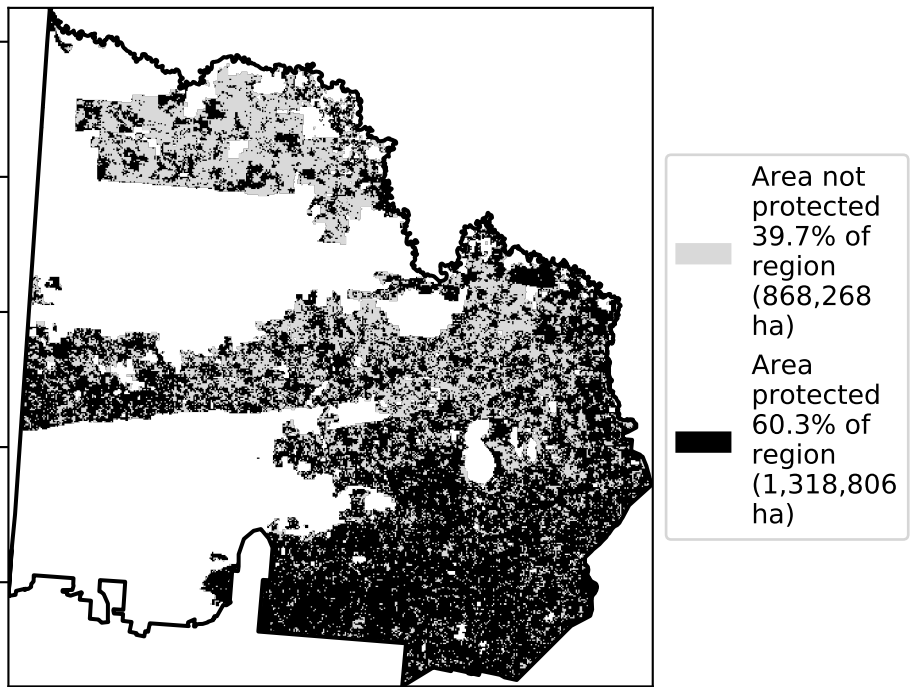 Area not
protected
39.7% of
region
(868,268
ha)
Area
protected
60.3% of
region
(1,318,806
ha)